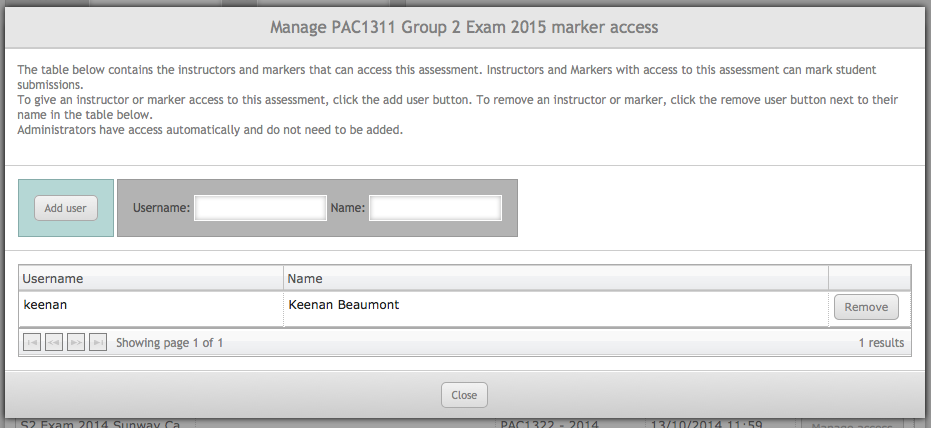 Manage PAC1311 Group 2 Exam 2015 marker access
The table below contains the instructors and markers that can access this assessment. Instructors and Markers with access to this assessment can mark student
submissions.
To give an instructor or marker access to this assessment, click the add user button. To remove an instructor or marker, click the remove user button next to their
name in the table below.
Administrators have access automatically and do not need to be added.
Add user Username: Name:
Username Name
keenan Keenan Beaumont Remove
Showing page 1 of 1 1 results
Close
S2 Exam 2014 Sunway Ca PAC1322 - 2014 13/10/2014 11:59 Manage access